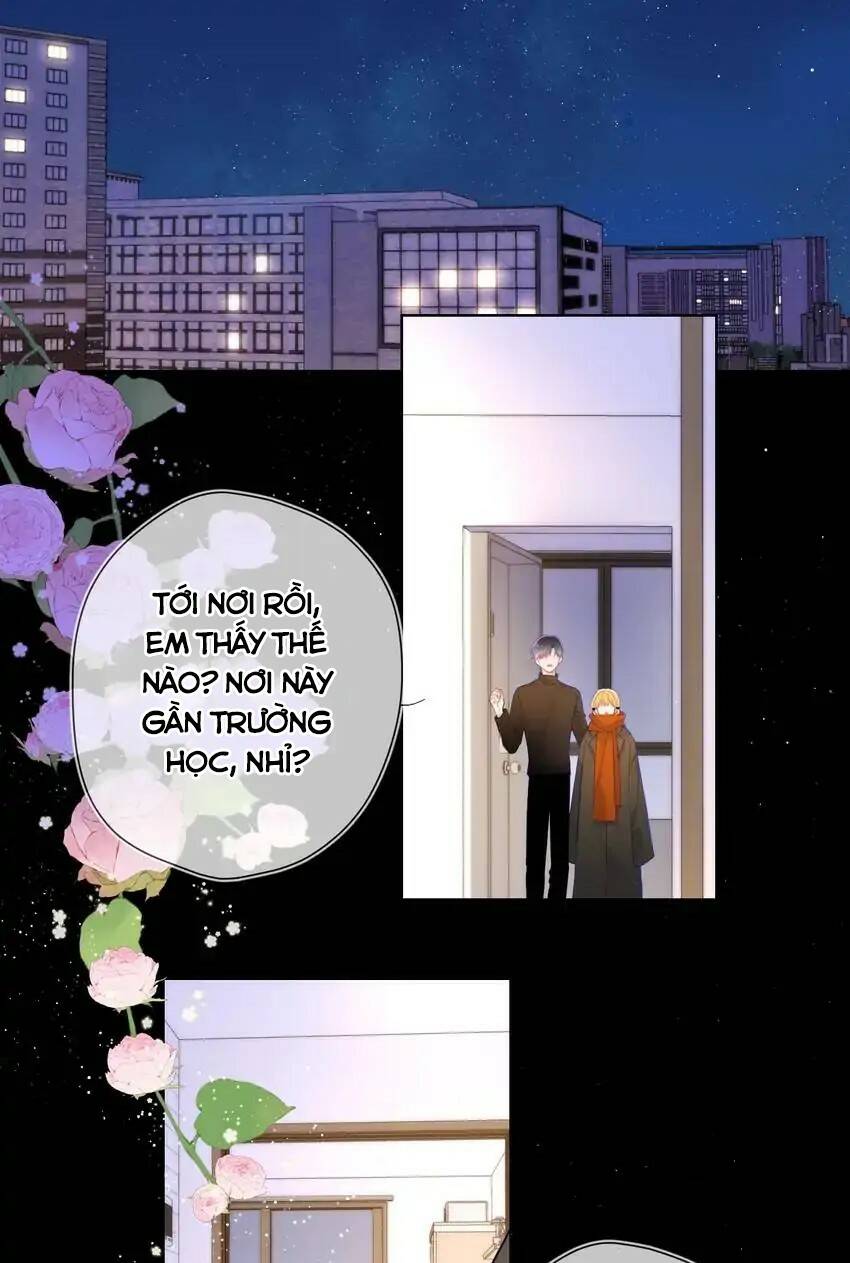 TỚI NƠI RỒI,
EM THẤY THẾ
NÀO? NƠI NÀY
GẦN TRƯỜNG
HỌC, NHỈ?